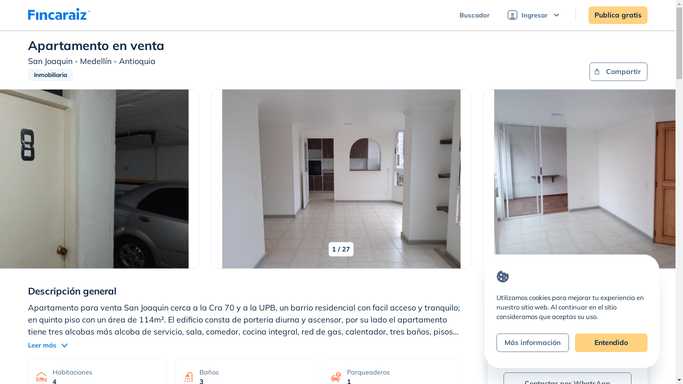 Fincaraiz
Buscador
Ingresar
Publica gratis
Apartamento en venta
San Joaquin - Medellín - Antioquia
Inmobiliaria
Compartir
8
1 / 27
Descripción general
Apartamento para venta San Joaquin cerca a la Cra 70 y a la UPB, un barrio residencial con facil acceso y tranquilo;
en quinto piso con un área de 114m². El edificio consta de portería diurna y ascensor, por su lado el apartamento
tiene tres alcobas más alcoba de servicio, sala, comedor, cocina integral, red de gas, calentador, tres baños, pisos...
Leer más
Habitaciones
4
Baños
3
Parqueaderos
1
Utilizamos cookies para mejorar tu experiencia en
nuestro sitio web. Al continuar en el sitio
consideramos que aceptas su uso.
Más información
Entendido
Contactar por WhatsApp